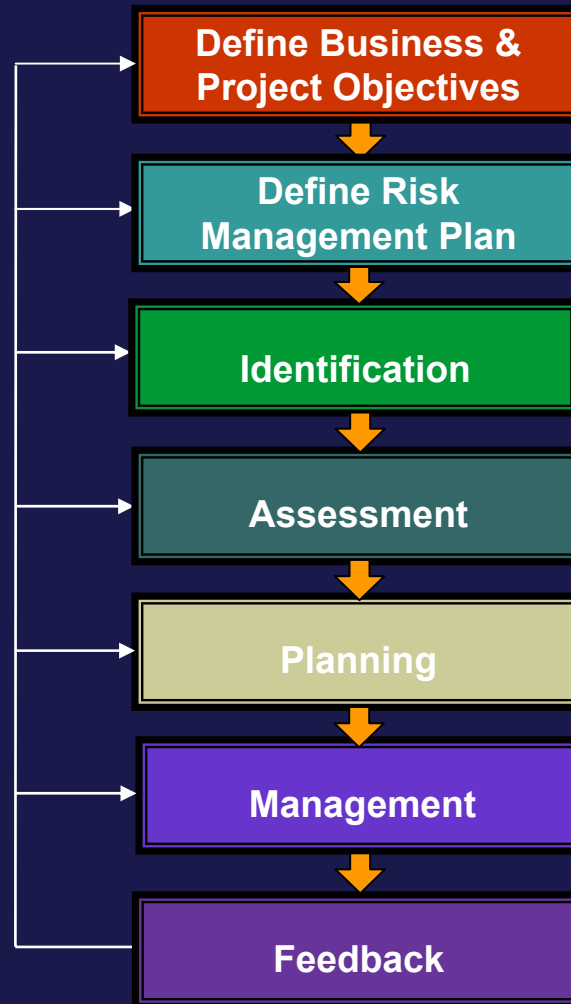 Define Business &
Project Objectives
Define Risk
Management Plan
Identification
Assessment
Planning
Management
Feedback